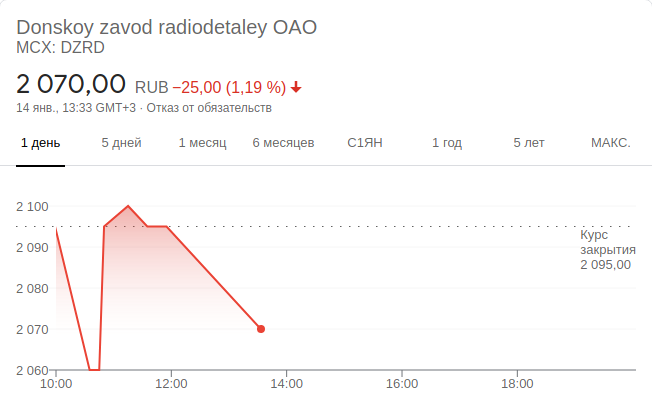 Donskoy zavod radiodetaley OAO
MCX: DZRD
2 070,00 RUB −25,00 (1,19 %)
14 янв., 13:33 GMT+3 · Отказ от обязательств
1 день 5 дней 1 месяц 6 месяцев С1ЯН 1 год 5 лет МАКС.
2 100
2 090
2 080
2 070
2 060
Курс
закрытия
2 095,00
10:00 12:00 14:00 16:00 18:00